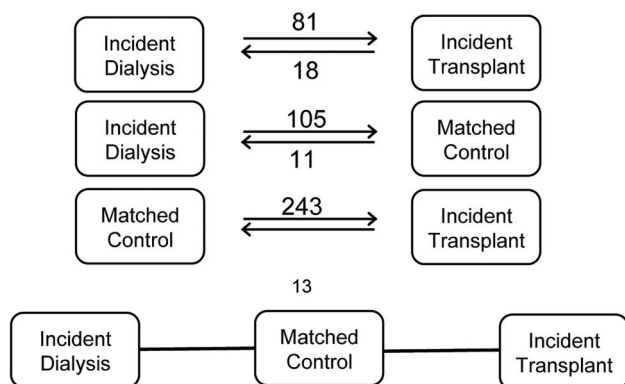 81
Incident
Dialysis
Incident
Transplant
18
105
Incident
Dialysis
Matched
Control
11
243
Matched
Control
Incident
Transplant
13
Incident
Dialysis
Matched
Control
Incident
Transplant